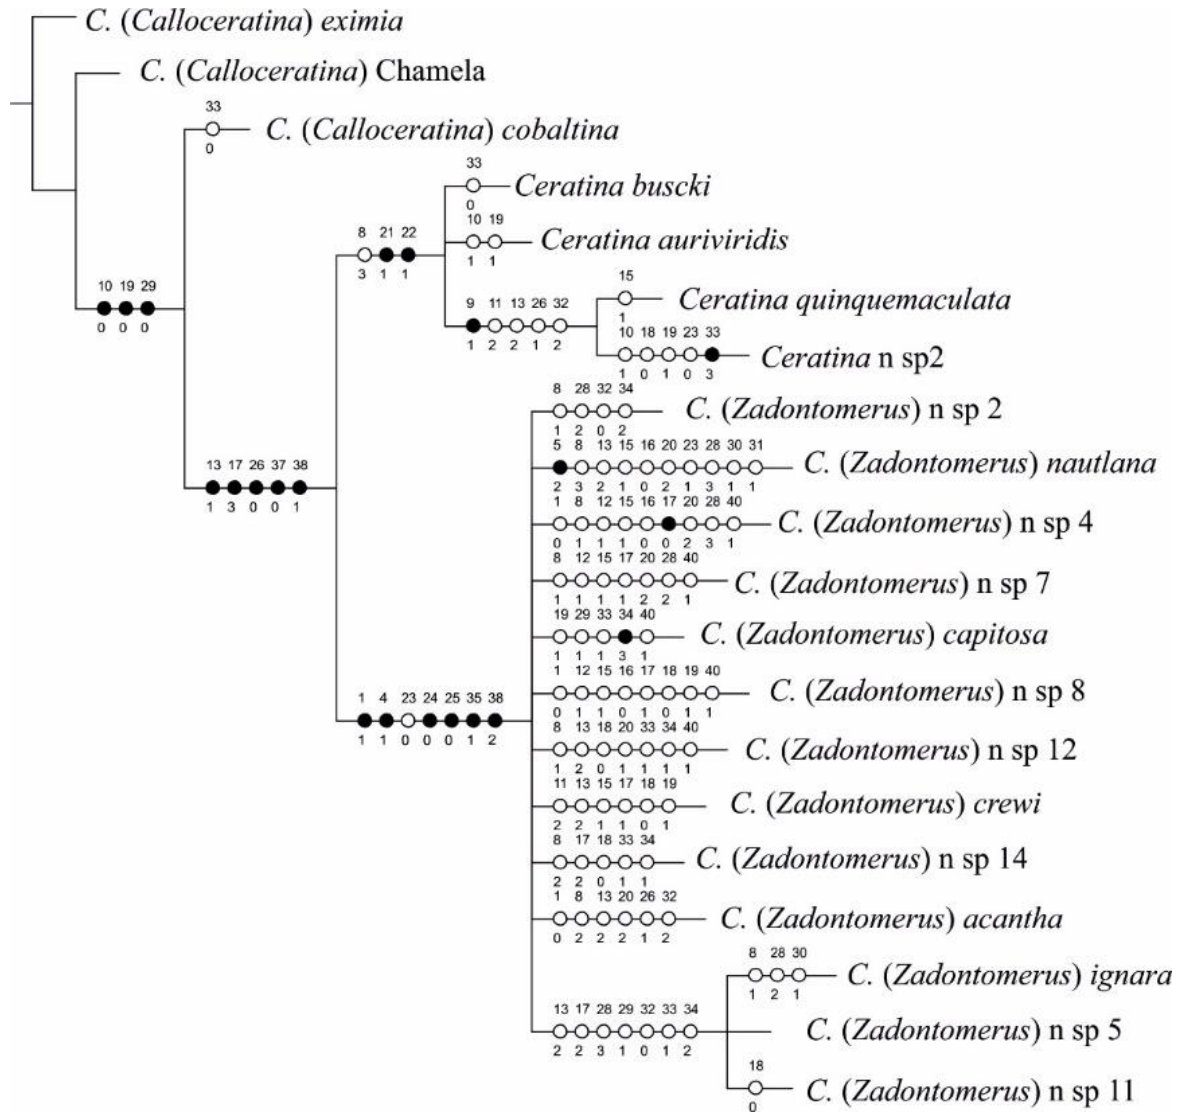 C. (Calloceratina) eximia
C. (Calloceratina) Chamela
33
C. (Calloceratina) cobaltina
0
33
Ceratina buscki
0
10 19
Ceratina auriviridis
1 1
8 21 22
3 1 1
15
Ceratina quinquemaculata
1
10 19 29
0 0 0
9 11 13 26 32
1 2 2 1 2
10 18 19 23 33
Ceratina n sp2
1 0 1 0 3
8 28 32 34
C. (Zadontomerus) n sp 2
1 2 0 2
5 8 13 15 16 20 23 28 30 31
C. (Zadontomerus) nautlana
2 3 2 1 0 2 1 3 1 1
13 17 26 37 38
1 3 0 0 1
1 8 12 15 16 17 20 28 40
C. (Zadontomerus) n sp 4
0 1 1 1 0 0 2 3 1
8 12 15 17 20 28 40
C. (Zadontomerus) n sp 7
1 1 1 1 2 2 1
19 29 33 34 40
C. (Zadontomerus) capitosa
1 1 1 3 1
1 12 15 16 17 18 19 40
C. (Zadontomerus) n sp 8
0 1 1 0 1 0 1 1
1 4 23 24 25 35 38
1 1 0 0 0 1 2
8 13 18 20 33 34 40
C. (Zadontomerus) n sp 12
1 2 0 1 1 1 1
11 13 15 17 18 19
C. (Zadontomerus) crewi
2 2 1 1 0 1
8 17 18 33 34
C. (Zadontomerus) n sp 14
2 2 0 1 1
1 8 13 20 26 32
C. (Zadontomerus) acantha
0 2 2 2 1 2
8 28 30
C. (Zadontomerus) ignara
1 2 1
13 17 28 29 32 33 34
C. (Zadontomerus) n sp 5
2 2 3 1 0 1 2
18
C. (Zadontomerus) n sp 11
0